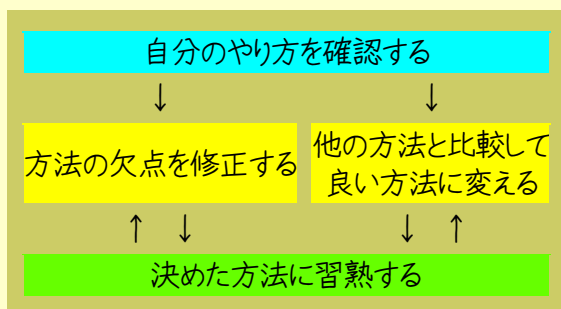 自分のやり方を確認する
↓ ↓
方法の欠点を修正する
他の方法と比較して
良い方法に変える
↑ ↓ ↓ ↑
決めた方法に習熟する